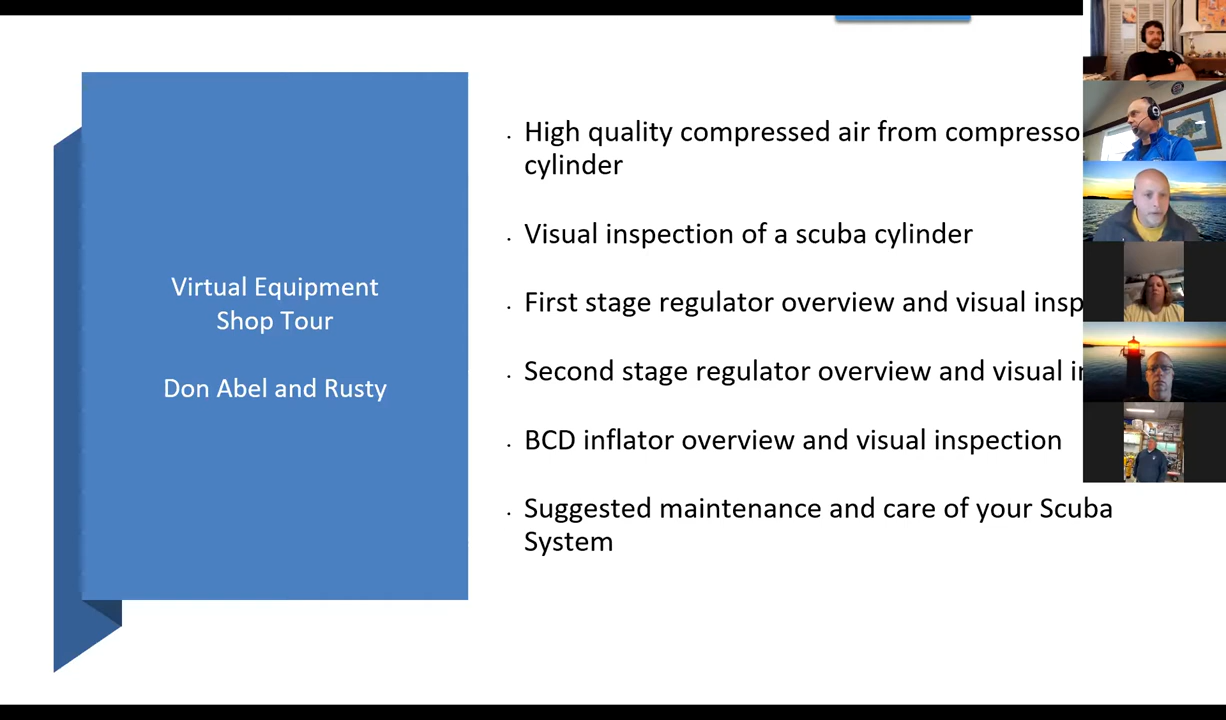 Virtual Equipment
Shop Tour
Don Abel and Rusty
High quality compressed air from compresso
cylinder
Visual inspection of a scuba cylinder
First stage regulator overview and visual insp
Second stage regulator overview and visual i
BCD inflator overview and visual inspection
Suggested maintenance and care of your Scuba
System